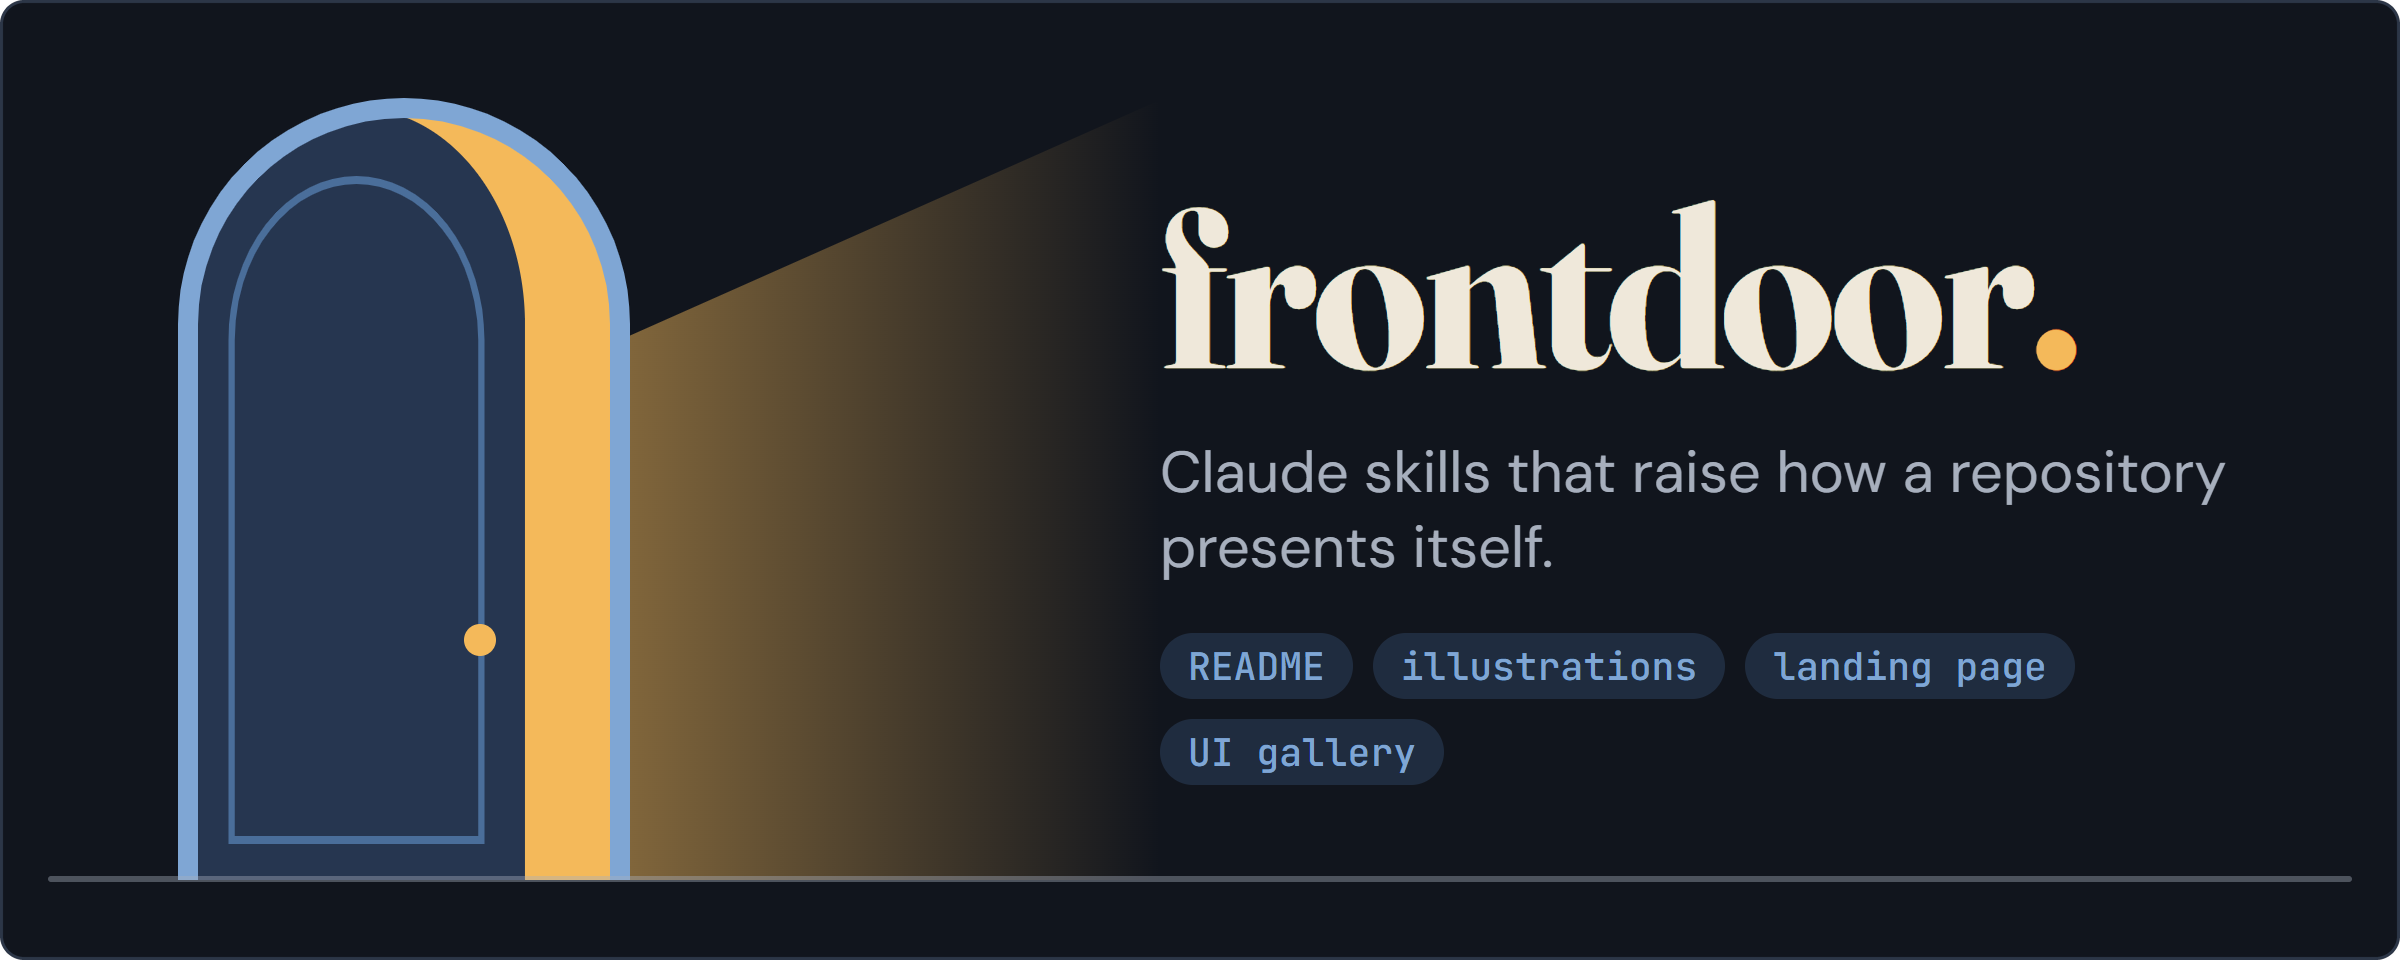 frontdoor.
Claude skills that raise how a repository
presents itself.
README illustrations landing page
UI gallery